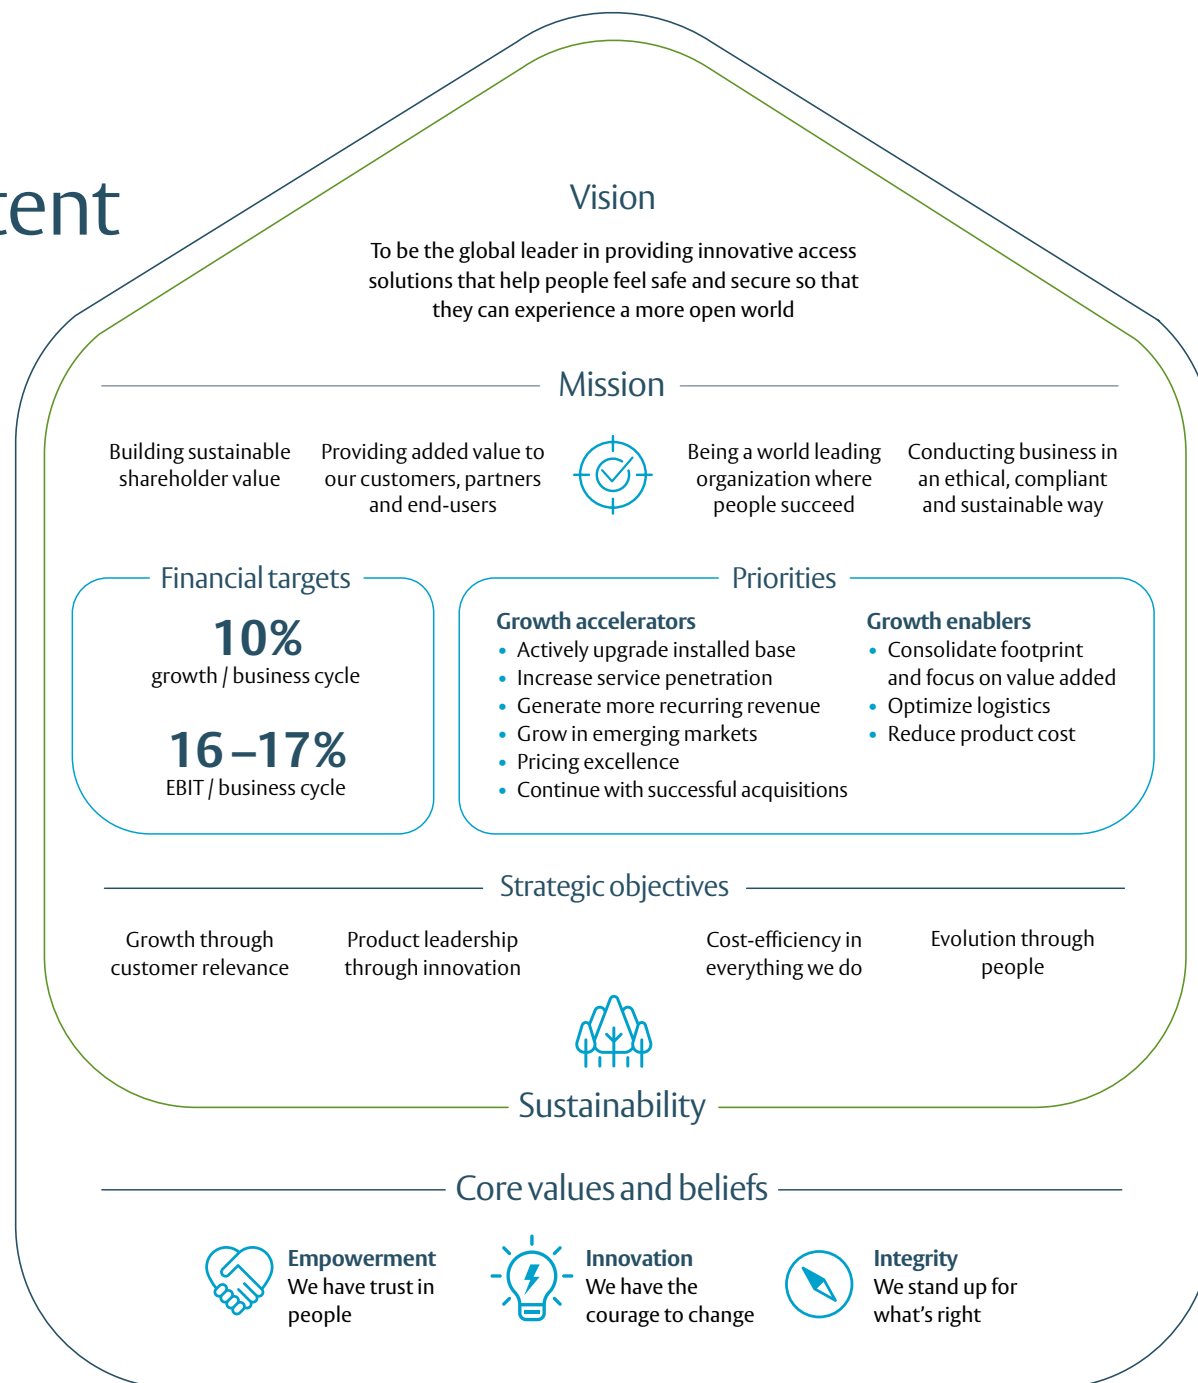 Vision
To be the global leader in providing innovative access
solutions that help people feel safe and secure so that
they can experience a more open world
Mission
Building sustainable
shareholder value
Providing added value to
our customers, partners
and end-users
Being a world leading
organization where
people succeed
Conducting business in
an ethical, compliant
and sustainable way
Financial targets
10%
growth / business cycle
16–17%
EBIT / business cycle
Priorities
Growth accelerators
• Actively upgrade installed base
• Increase service penetration
• Generate more recurring revenue
• Grow in emerging markets
• Pricing excellence
• Continue with successful acquisitions
Growth enablers
• Consolidate footprint
and focus on value added
• Optimize logistics
• Reduce product cost
Strategic objectives
Growth through
customer relevance
Product leadership
through innovation
Cost-efficiency in
everything we do
Evolution through
people
Sustainability
Core values and beliefs
Empowerment
We have trust in
people
Innovation
We have the
courage to change
Integrity
We stand up for
what's right